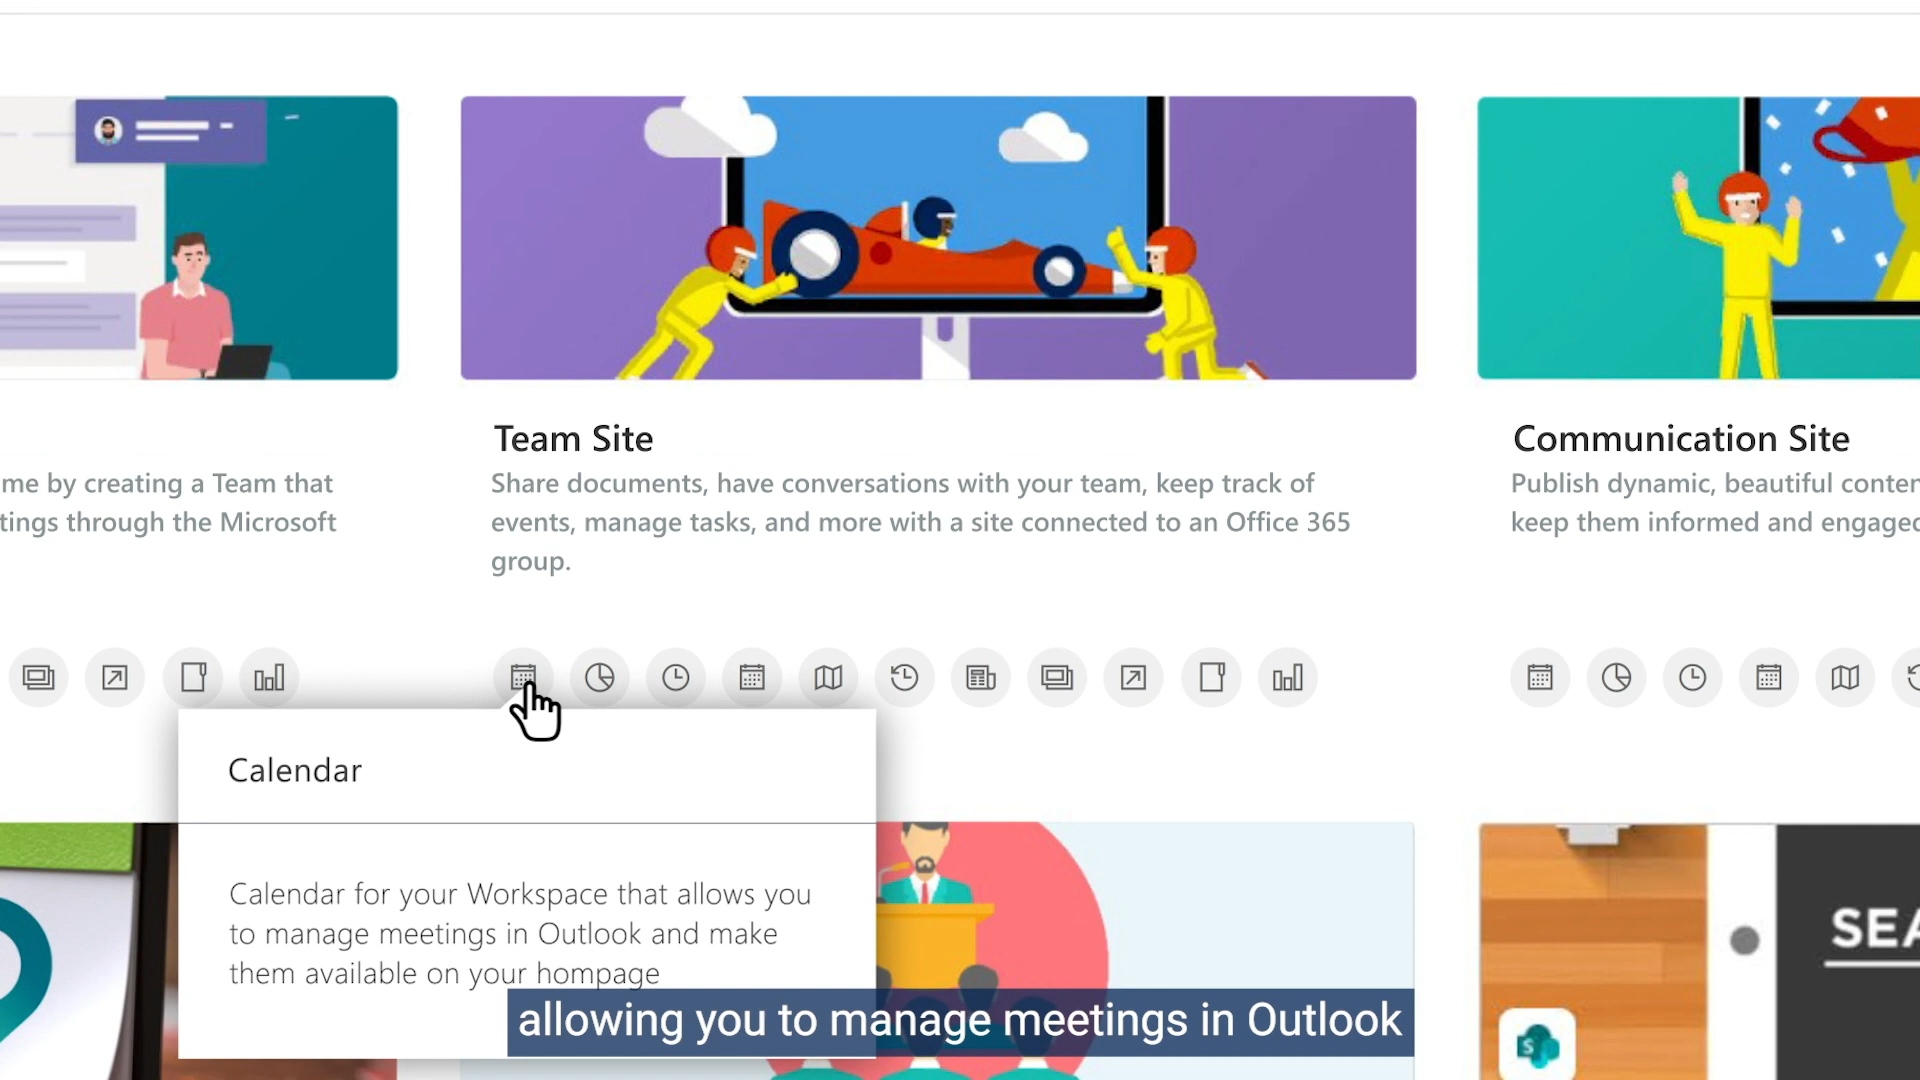 Team Site
Communication Site
me by creating a Team that
tings through the Microsoft
Share documents, have conversations with your team, keep track of
events, manage tasks, and more with a site connected to an Office 365
group.
Publish dynamic, beautiful conten
keep them informed and engaged
Calendar
Calendar for your Workspace that allows you
to manage meetings in Outlook and make
them available on your hompage
SEA
S
allowing you to manage meetings in Outlook